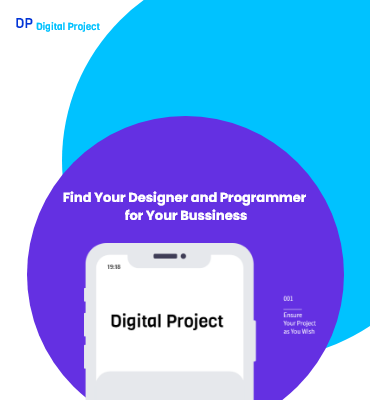 DP Digital Project
Find Your Designer and Programmer
for Your Bussiness
19:18
Digital Project
001
Ensure
Your Project
as You Wish